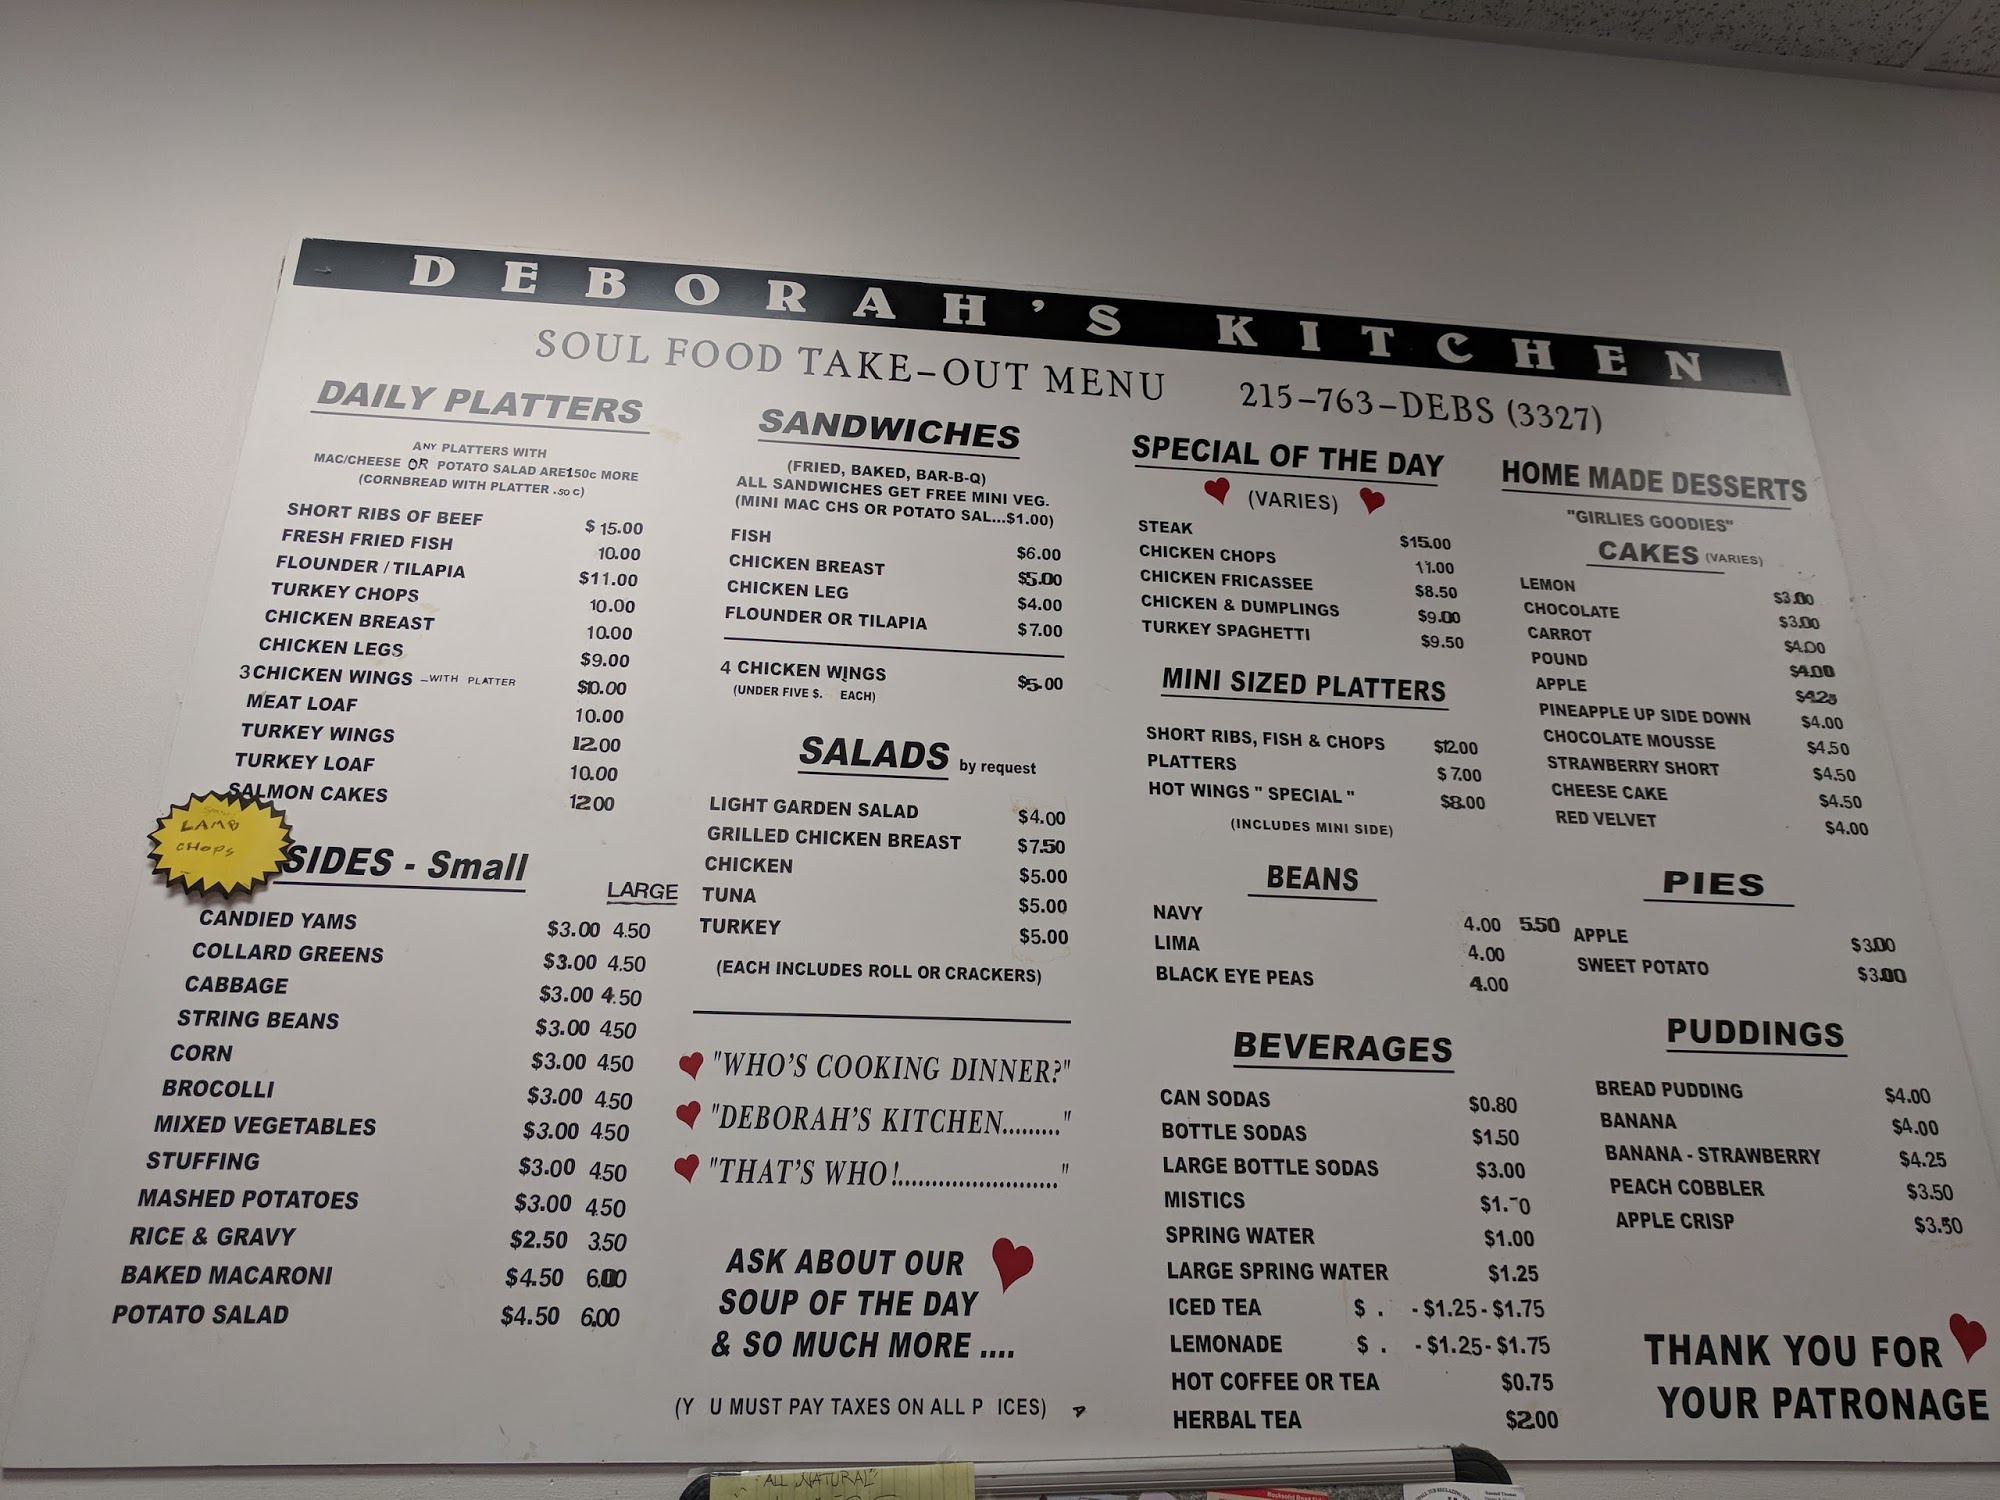 DEBORAH'S KITCHEN
SOUL FOOD TAKE-OUT MENU 215-763-DEBS (3327)
DAILY PLATTERS
ANY PLATTERS WITH
MAC/CHEESE OR POTATO SALAD ARE 150c MORE
(CORNBREAD WITH PLATTER .50 c)
SHORT RIBS OF BEEF $15.00
FRESH FRIED FISH 10.00
FLOUNDER / TILAPIA $11.00
TURKEY CHOPS 10.00
CHICKEN BREAST 10.00
CHICKEN LEGS $9.00
3 CHICKEN WINGS - WITH PLATTER $10.00
MEAT LOAF 10.00
TURKEY WINGS 12.00
TURKEY LOAF 10.00
SALMON CAKES 1200
LAMB
CHOPS
SIDES - Small LARGE
CANDIED YAMS $3.00 4.50
COLLARD GREENS $3.00 4.50
CABBAGE $3.00 4.50
STRING BEANS $3.00 450
CORN $3.00 450
BROCOLLI $3.00 4.50
MIXED VEGETABLES $3.00 450
STUFFING $3.00 4.50
MASHED POTATOES $3.00 4.50
RICE & GRAVY $2.50 3.50
BAKED MACARONI $4.50 6.00
POTATO SALAD $4.50 6.00
SANDWICHES
(FRIED, BAKED, BAR-B-Q)
ALL SANDWICHES GET FREE MINI VEG.
(MINI MAC CHS OR POTATO SAL...$1.00)
FISH $6.00
CHICKEN BREAST $5.00
CHICKEN LEG $4.00
FLOUNDER OR TILAPIA $7.00
4 CHICKEN WINGS $5.00
(UNDER FIVE $. EACH)
SALADS by request
LIGHT GARDEN SALAD $4.00
GRILLED CHICKEN BREAST $7.50
CHICKEN $5.00
TUNA $5.00
TURKEY $5.00
(EACH INCLUDES ROLL OR CRACKERS)
"WHO'S COOKING DINNER?"
"DEBORAH'S KITCHEN........."
"THAT'S WHO!............................."
ASK ABOUT OUR
SOUP OF THE DAY
& SO MUCH MORE ....
(Y U MUST PAY TAXES ON ALL P ICES)
SPECIAL OF THE DAY
(VARIES)
STEAK $15.00
CHICKEN CHOPS 11.00
CHICKEN FRICASSEE $8.50
CHICKEN & DUMPLINGS $9.00
TURKEY SPAGHETTI $9.50
MINI SIZED PLATTERS
SHORT RIBS, FISH & CHOPS $12.00
PLATTERS $7.00
HOT WINGS " SPECIAL " $8.00
(INCLUDES MINI SIDE)
BEANS
NAVY 4.00 5.50
LIMA 4.00
BLACK EYE PEAS 4.00
BEVERAGES
CAN SODAS $0.80
BOTTLE SODAS $1.50
LARGE BOTTLE SODAS $3.00
MISTICS
SPRING WATER $1.00
LARGE SPRING WATER $1.25
ICED TEA $ . - $1.25 - $1.75
LEMONADE $ . - $1.25 - $1.75
HOT COFFEE OR TEA $0.75
HERBAL TEA $2.00
HOME MADE DESSERTS
"GIRLIES GOODIES"
CAKES (VARIES)
LEMON $3.00
CHOCOLATE $3.00
CARROT $4.00
POUND $4.00
APPLE $4.25
PINEAPPLE UP SIDE DOWN $4.00
CHOCOLATE MOUSSE $4.50
STRAWBERRY SHORT $4.50
CHEESE CAKE $4.50
RED VELVET $4.00
PIES
APPLE $3.00
SWEET POTATO $3.00
PUDDINGS
BREAD PUDDING $4.00
BANANA $4.00
BANANA - STRAWBERRY $4.25
PEACH COBBLER $3.50
APPLE CRISP $3.50
THANK YOU FOR
YOUR PATRONAGE
"ALL NATURAL"